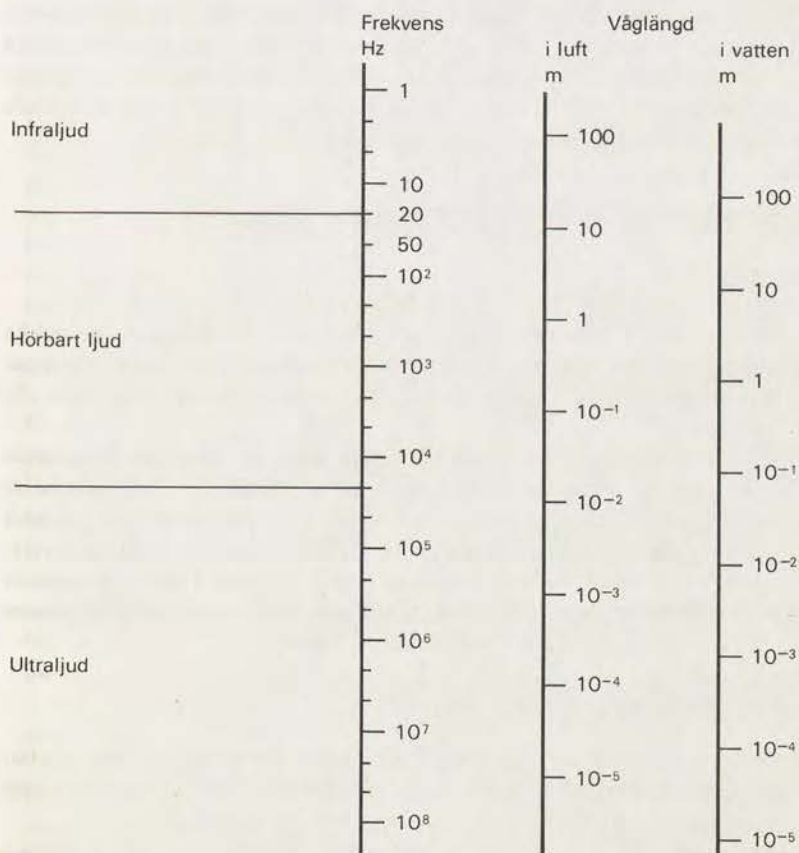 Frekvens
Hz
Våglängd
i luft
m
i vatten
m
Infraljud
Hörbart ljud
Ultraljud
1
10
20
50
10²
10³
10⁴
10⁵
10⁶
10⁷
10⁸
100
10
1
10⁻¹
10⁻²
10⁻³
10⁻⁴
10⁻⁵
100
10
1
10⁻¹
10⁻²
10⁻³
10⁻⁴
10⁻⁵